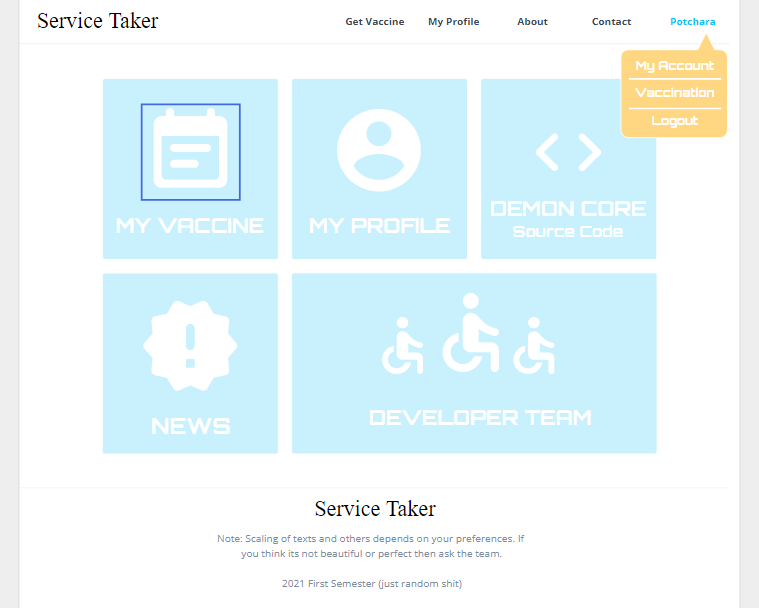 Service Taker
Get Vaccine
My Profile
About
Contact
Potchara
My Account
Vaccination
Logout
MY VACCINE
MY PROFILE
DEMON CORE
Source Code
NEWS
DEVELOPER TEAM
Service Taker
Note: Scaling of texts and others depends on your preferences. If
you think its not beautiful or perfect then ask the team.
2021 First Semester (just random shit)